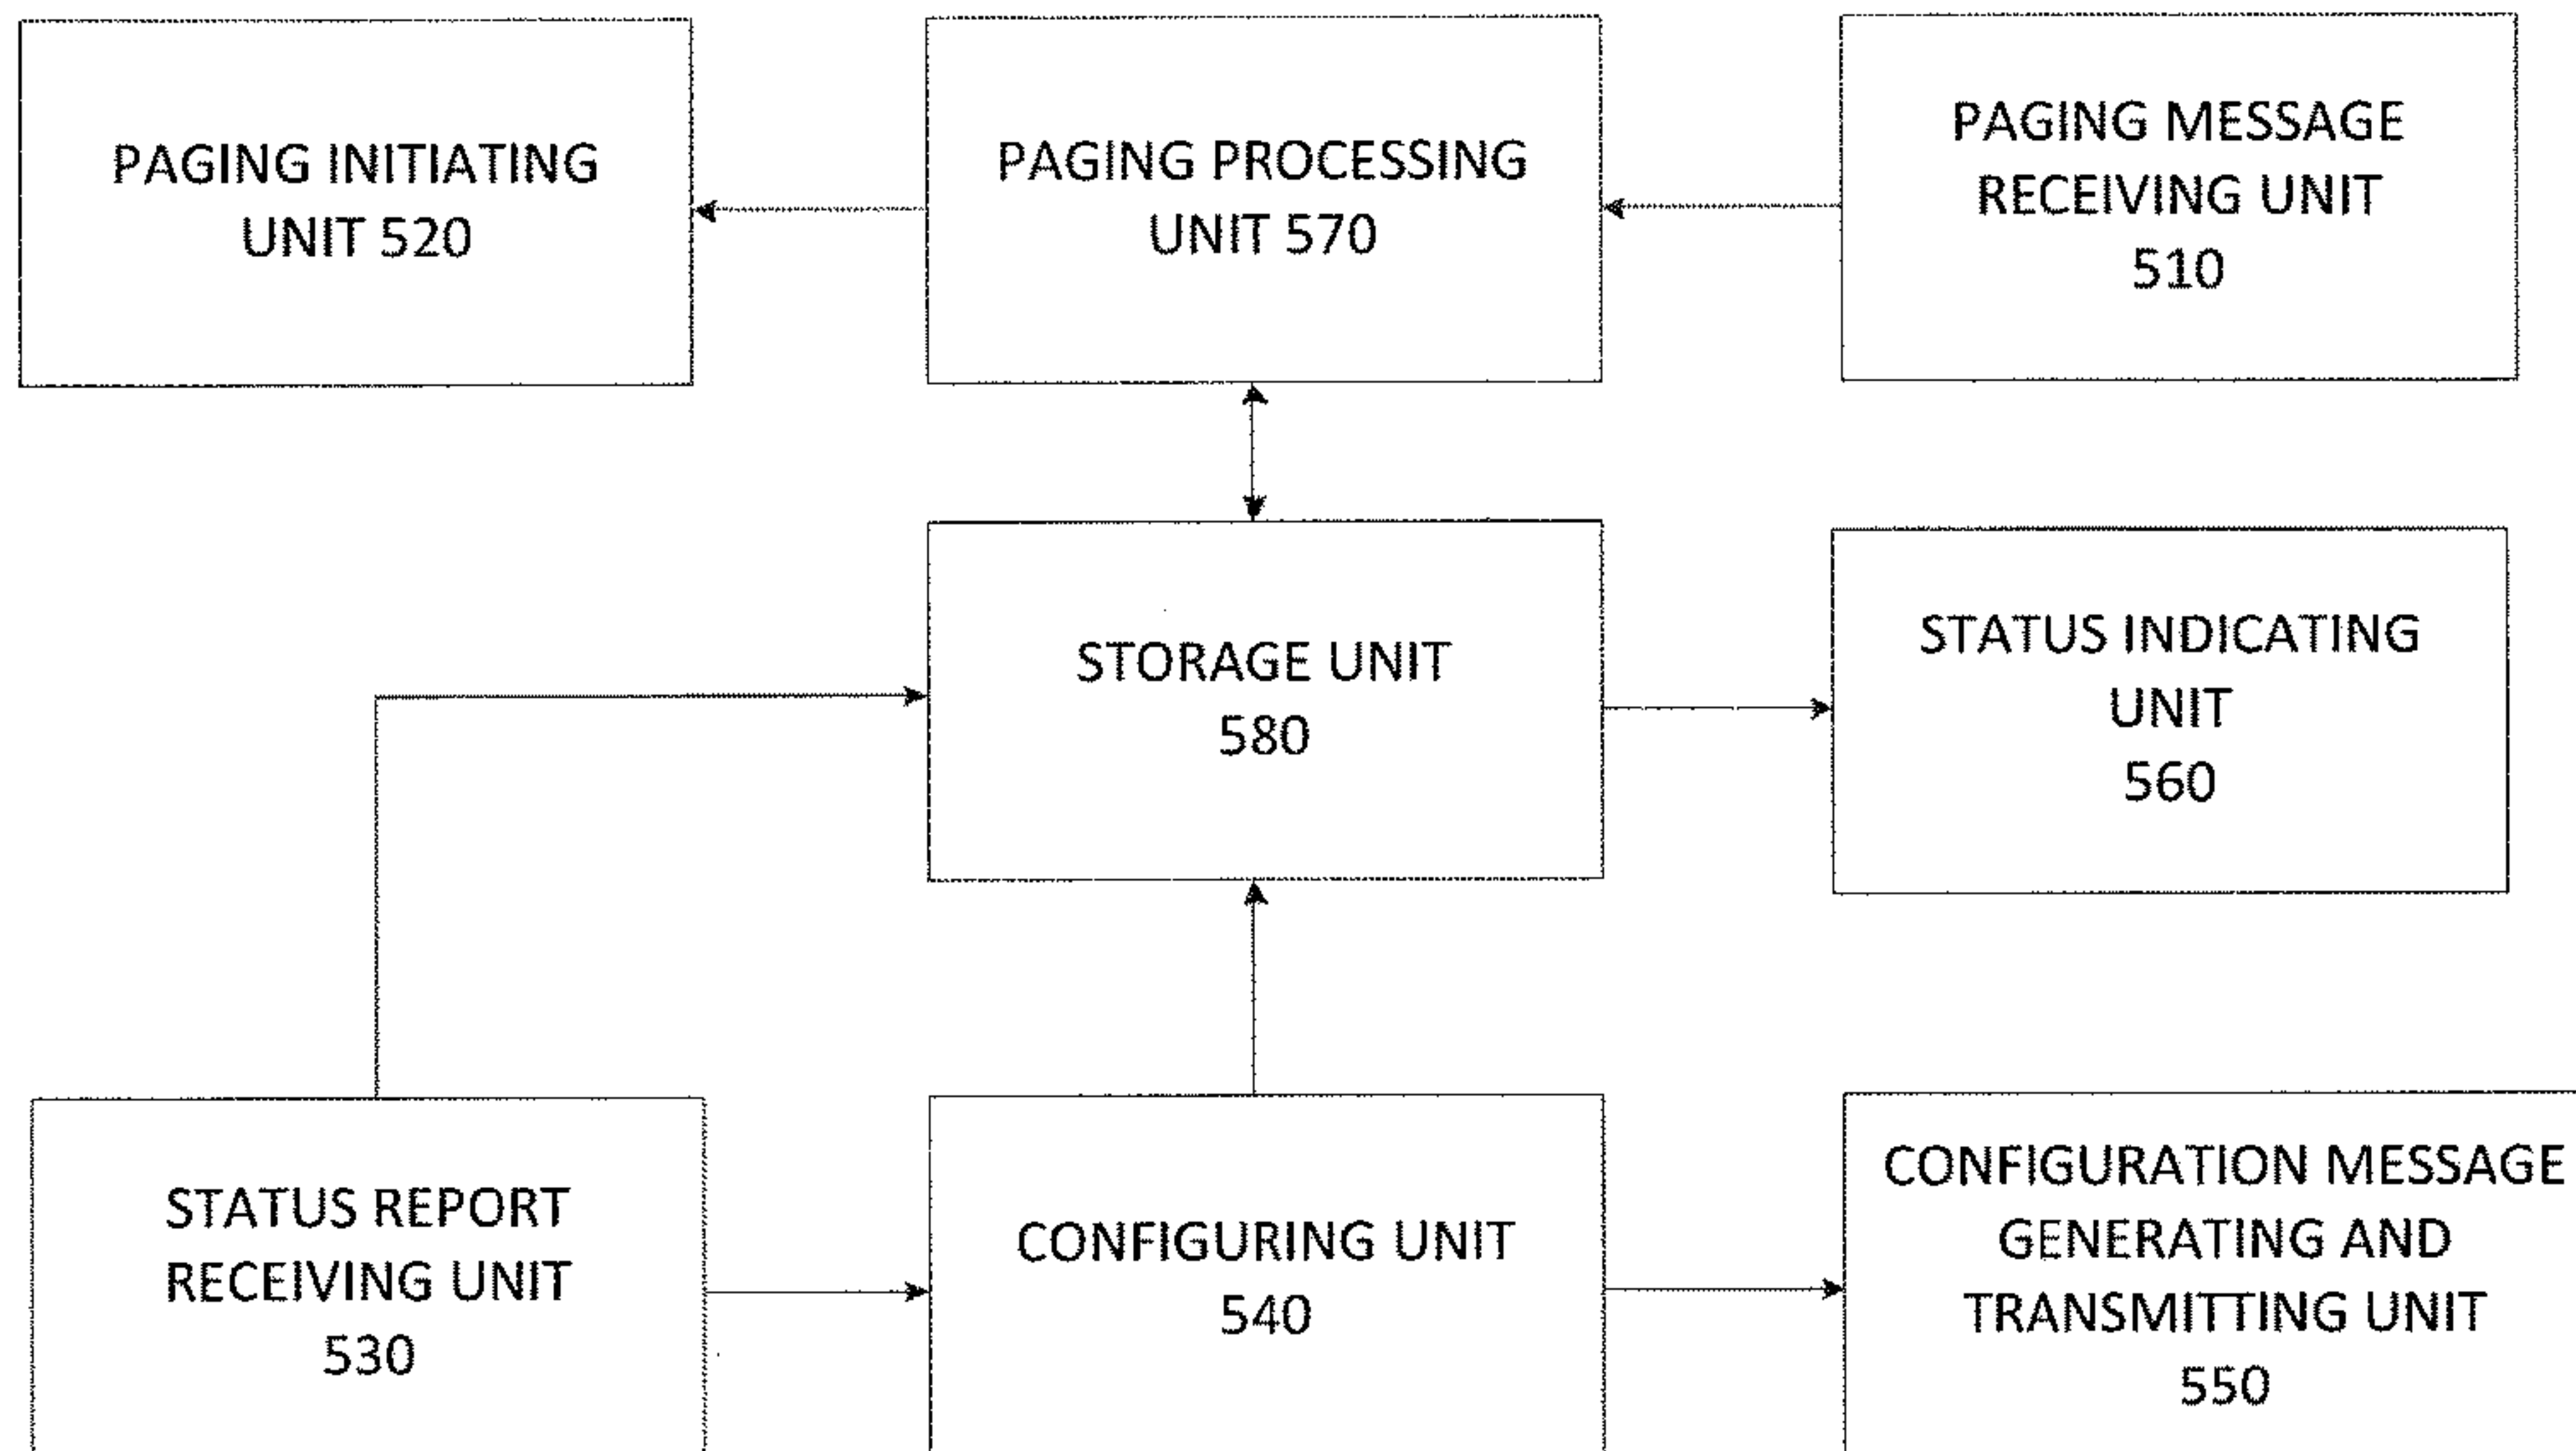 PAGING INITIATING
UNIT 520
PAGING PROCESSING
UNIT 570
PAGING MESSAGE
RECEIVING UNIT
510
STORAGE UNIT
580
STATUS INDICATING
UNIT
560
STATUS REPORT
RECEIVING UNIT
530
CONFIGURING UNIT
540
CONFIGURATION MESSAGE
GENERATING AND
TRANSMITTING UNIT
550